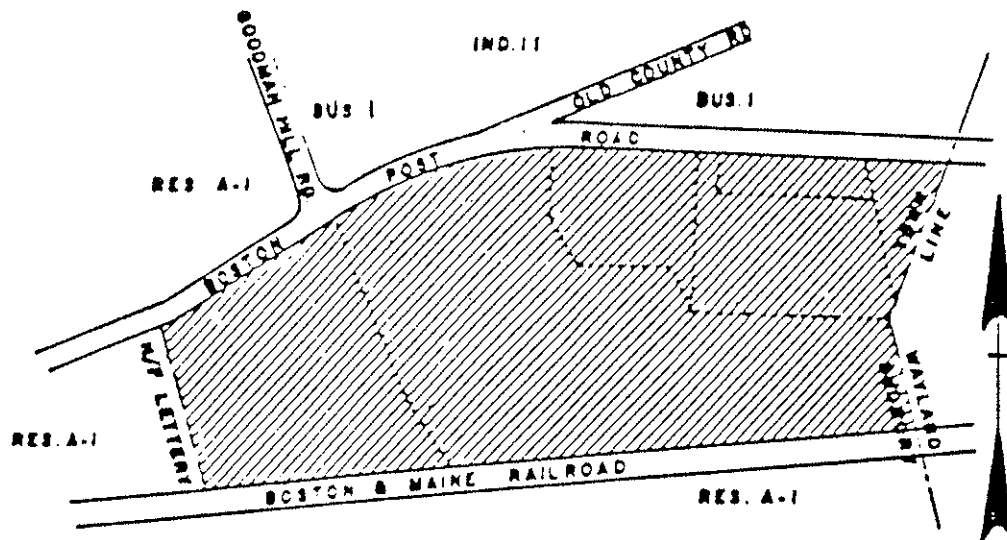 IND. II
GOODMAN HILL RD
OLD COUNTY RD
BUS. I
BUS. I
ROAD
POST
RES. A-I
BOSTON
TOWN
LINE
N/F LETTERY
WAYLAND
SUDBURY
RES. A-I
BOSTON & MAINE RAILROAD
RES. A-I